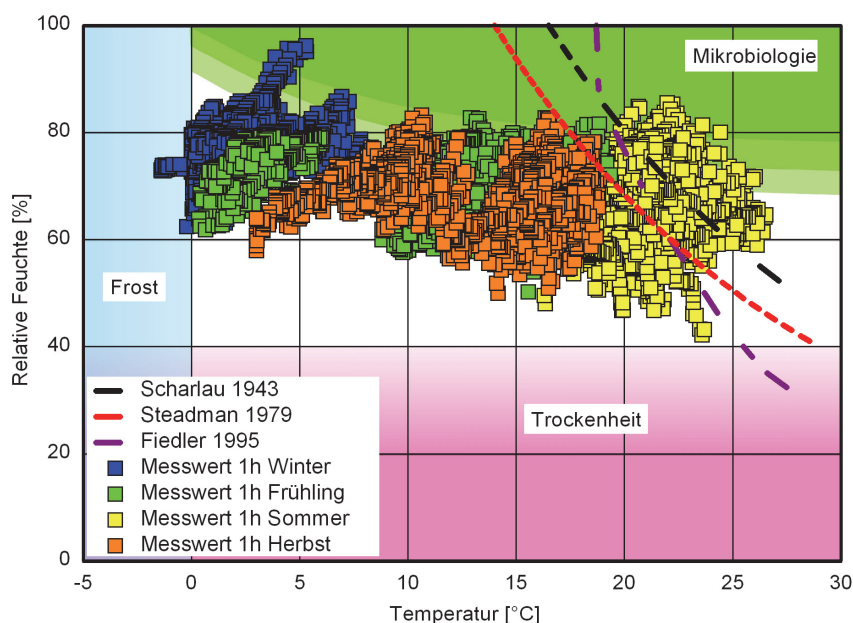 100
80
60
40
20
0
Relative Feuchte [%]
Mikrobiologie
Frost
Trockenheit
Scharlau 1943
Steadman 1979
Fiedler 1995
Messwert 1h Winter
Messwert 1h Frühling
Messwert 1h Sommer
Messwert 1h Herbst
-5 0 5 10 15 20 25 30
Temperatur [°C]